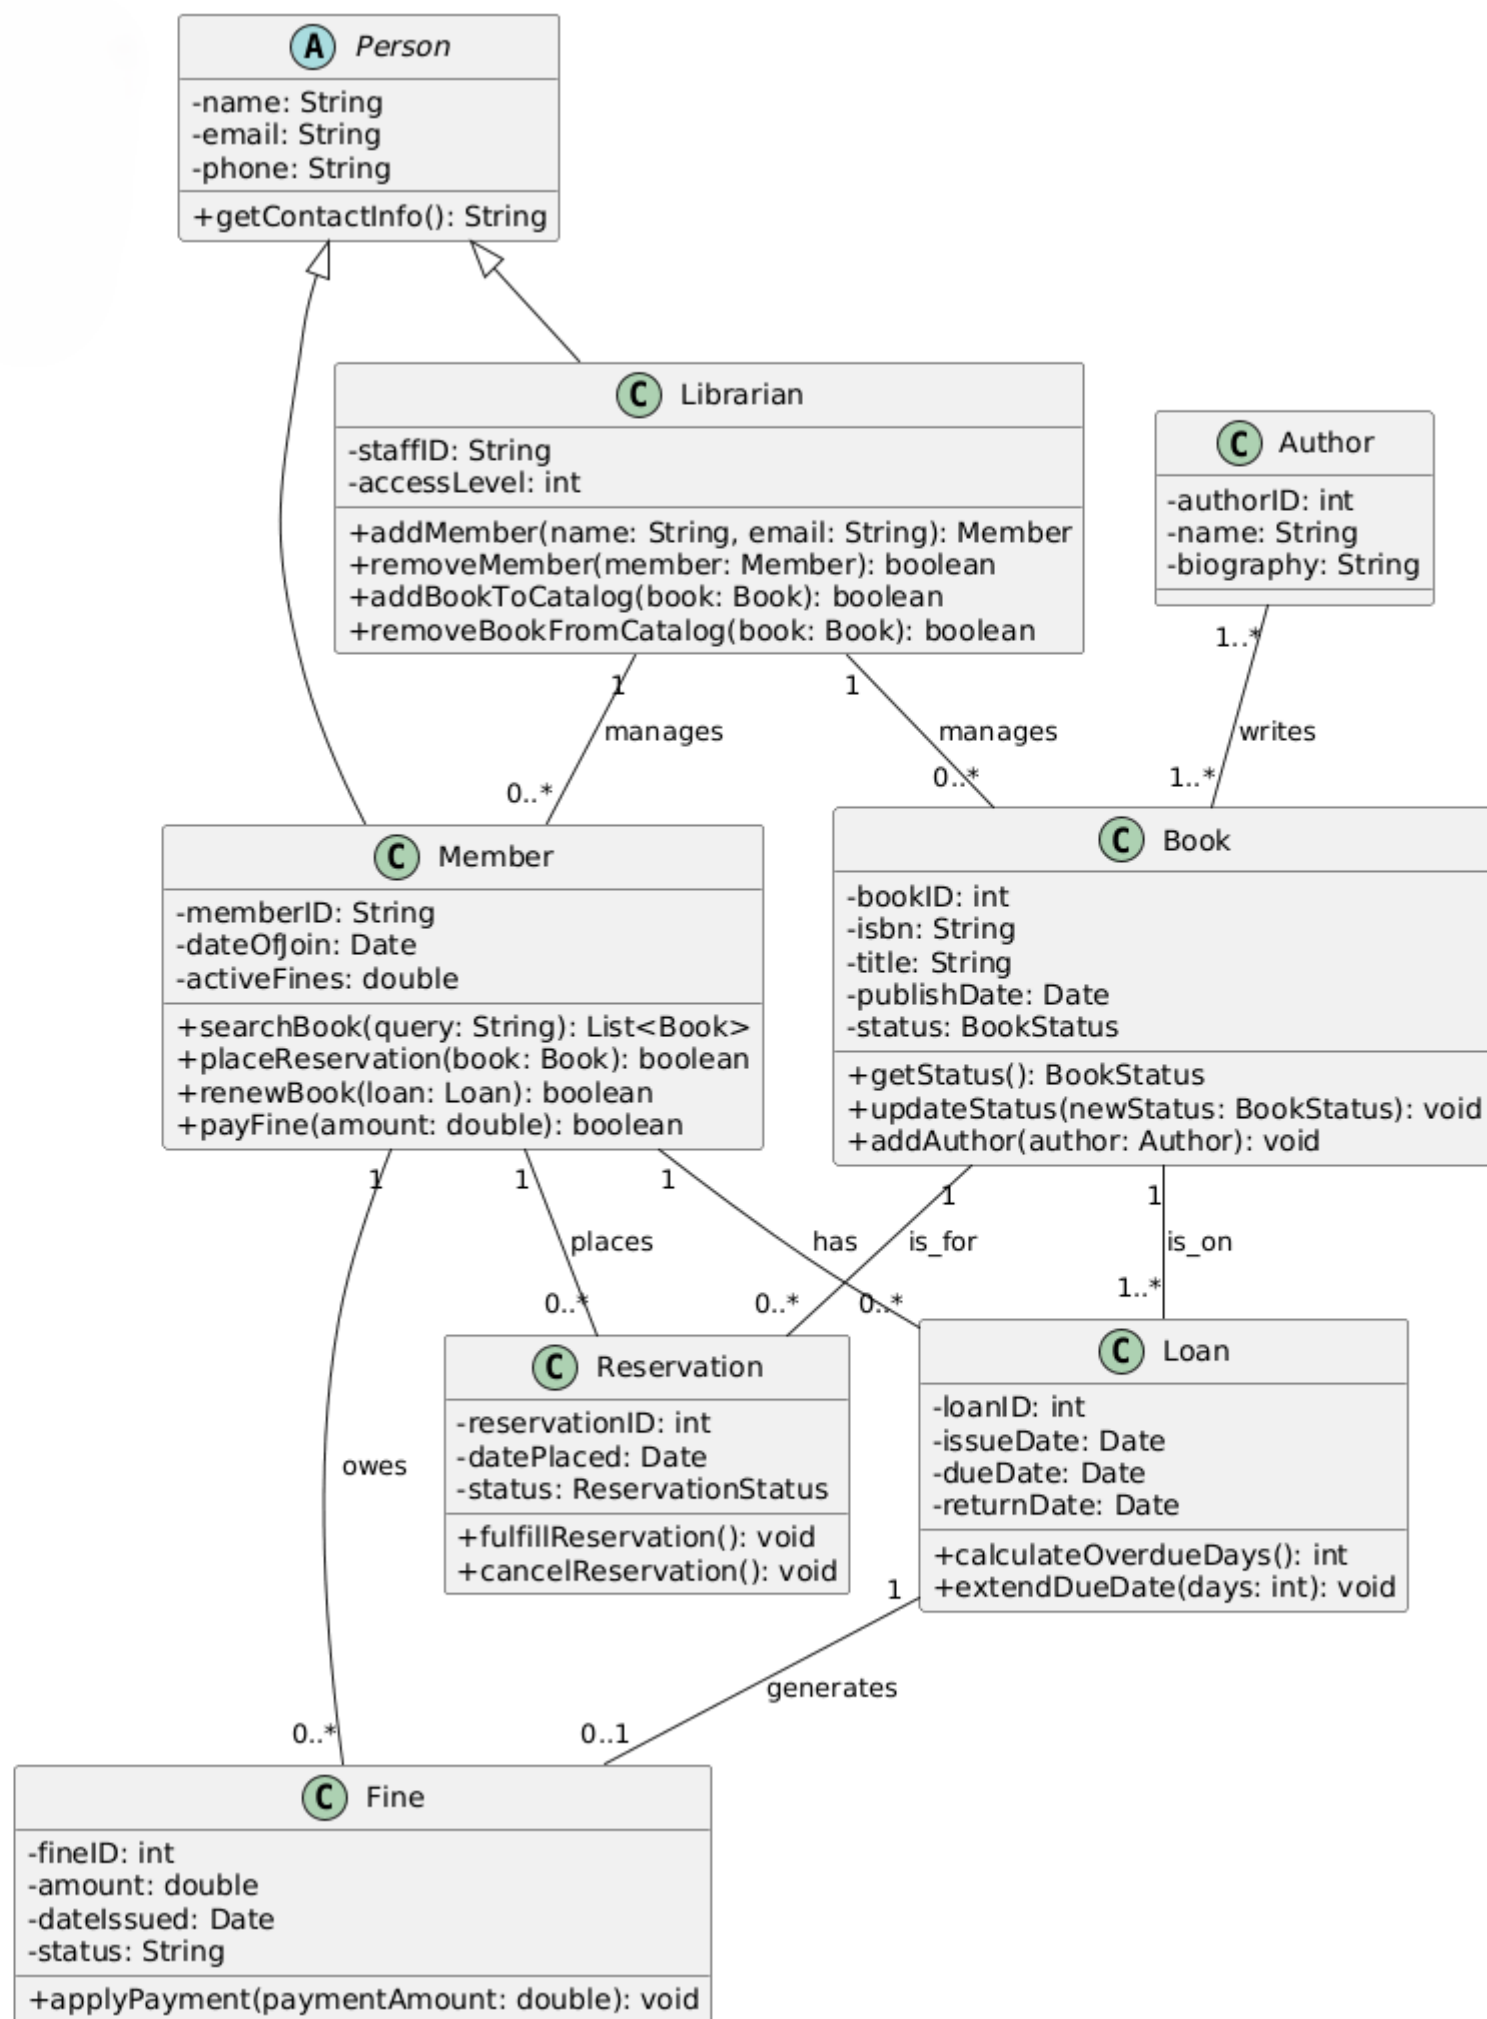 A Person
-name: String
-email: String
-phone: String
+getContactInfo(): String
C Librarian
-staffID: String
-accessLevel: int
+addMember(name: String, email: String): Member
+removeMember(member: Member): boolean
+addBookToCatalog(book: Book): boolean
+removeBookFromCatalog(book: Book): boolean
C Author
-authorID: int
-name: String
-biography: String
1
manages
0..*
1
manages
0..*
1..*
writes
1..*
C Member
-memberID: String
-dateOfJoin: Date
-activeFines: double
+searchBook(query: String): List<Book>
+placeReservation(book: Book): boolean
+renewBook(loan: Loan): boolean
+payFine(amount: double): boolean
C Book
-bookID: int
-isbn: String
-title: String
-publishDate: Date
-status: BookStatus
+getStatus(): BookStatus
+updateStatus(newStatus: BookStatus): void
+addAuthor(author: Author): void
1
owes
0..*
1
places
0..*
1
has
0..*
1
is_for
0..*
1
is_on
1..*
C Reservation
-reservationID: int
-datePlaced: Date
-status: ReservationStatus
+fulfillReservation(): void
+cancelReservation(): void
C Loan
-loanID: int
-issueDate: Date
-dueDate: Date
-returnDate: Date
+calculateOverdueDays(): int
+extendDueDate(days: int): void
1
generates
0..1
C Fine
-fineID: int
-amount: double
-dateIssued: Date
-status: String
+applyPayment(paymentAmount: double): void